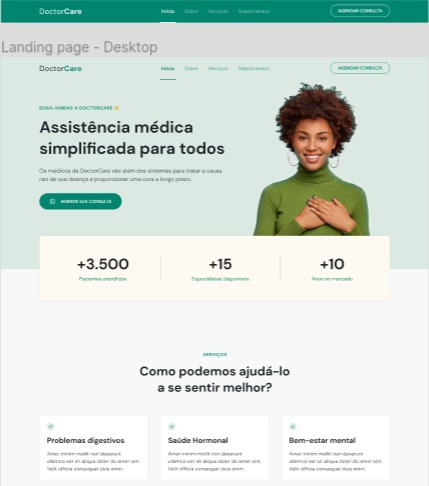 DoctorCare Início Sobre Serviços Depoimentos AGENDAR CONSULTA
Landing page - Desktop
DoctorCare Início Sobre Serviços Depoimentos AGENDAR CONSULTA
BOAS-VINDAS A DOCTORCARE 👋
Assistência médica
simplificada para todos
Os médicos da DoctorCare vão além dos sintomas para tratar a causa
raiz de sua doença e proporcionar uma cura a longo prazo.
AGENDE SUA CONSULTA
+3.500 +15 +10
Pacientes atendidos Especialistas disponíveis Anos no mercado
SERVIÇOS
Como podemos ajudá-lo
a se sentir melhor?
Problemas digestivos Saúde Hormonal Bem-estar mental
Amet minim mollit non deserunt Amet minim mollit non deserunt Amet minim mollit non deserunt
ullamco est sit aliqua dolor do amet sint. ullamco est sit aliqua dolor do amet sint. ullamco est sit aliqua dolor do amet sint.
Velit officia consequat duis enim. Velit officia consequat duis enim. Velit officia consequat duis enim.